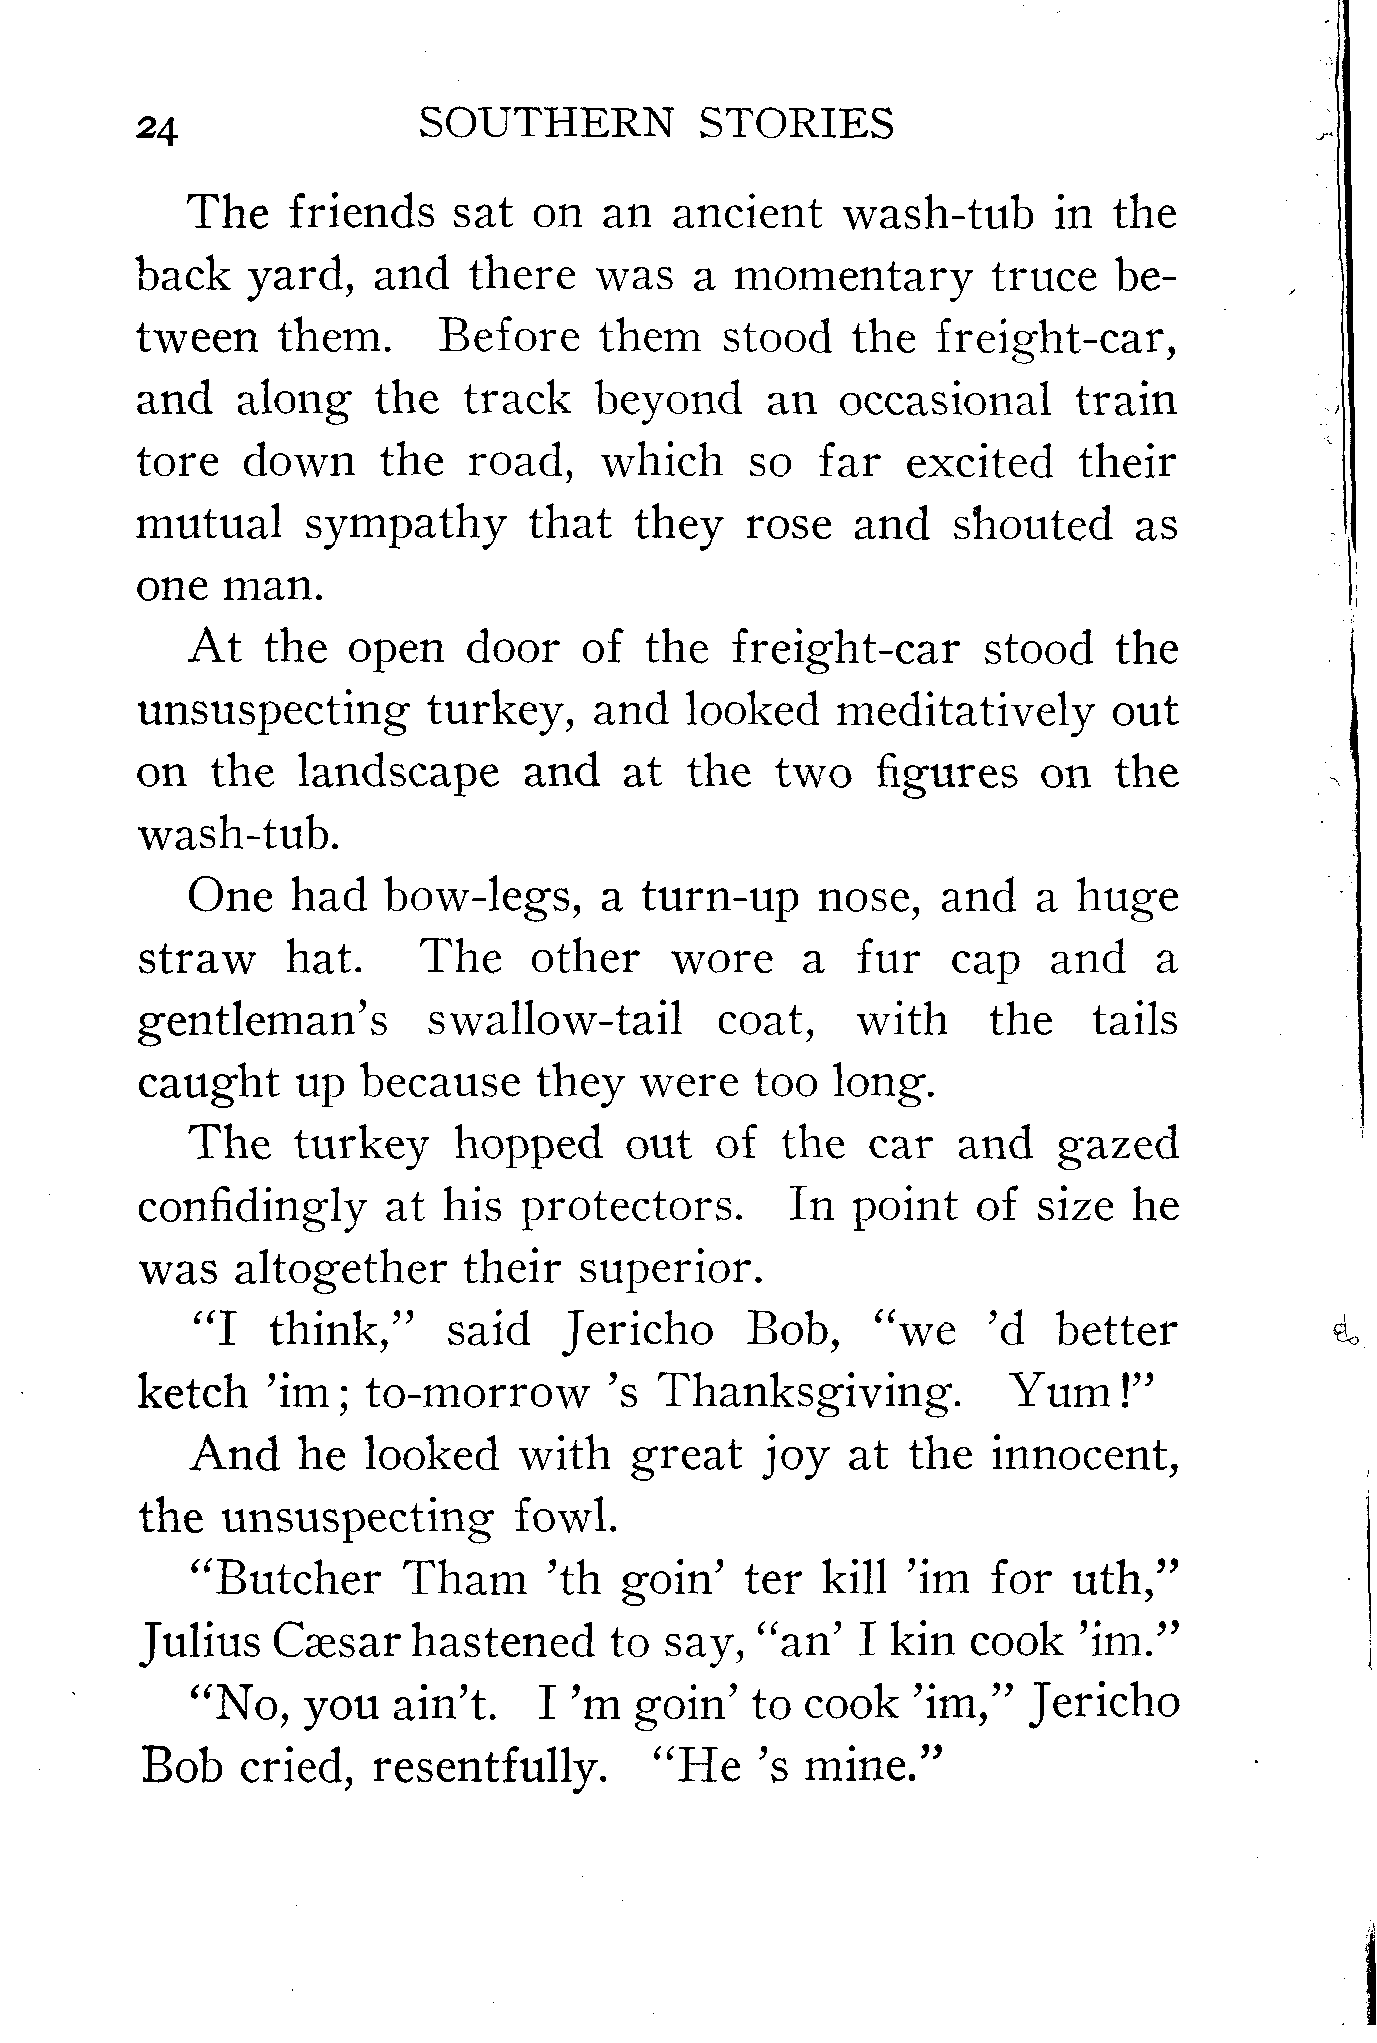 24 SOUTHERN STORIES
The friends sat on an ancient wash-tub in the
back yard, and there was a momentary truce be-
tween them. Before them stood the freight-car,
and along the track beyond an occasional train
tore down the road, which so far excited their
mutual sympathy that they rose and shouted as
one man.
At the open door of the freight-car stood the
unsuspecting turkey, and looked meditatively out
on the landscape and at the two figures on the
wash-tub.
One had bow-legs, a turn-up nose, and a huge
straw hat. The other wore a fur cap and a
gentleman's swallow-tail coat, with the tails
caught up because they were too long.
The turkey hopped out of the car and gazed
confidingly at his protectors. In point of size he
was altogether their superior.
“I think,” said Jericho Bob, “we 'd better
ketch 'im; to-morrow 's Thanksgiving. Yum!”
And he looked with great joy at the innocent,
the unsuspecting fowl.
“Butcher Tham 'th goin' ter kill 'im for uth,”
Julius Cæsar hastened to say, “an' I kin cook 'im.”
“No, you ain't. I 'm goin' to cook 'im,” Jericho
Bob cried, resentfully. “He 's mine.”